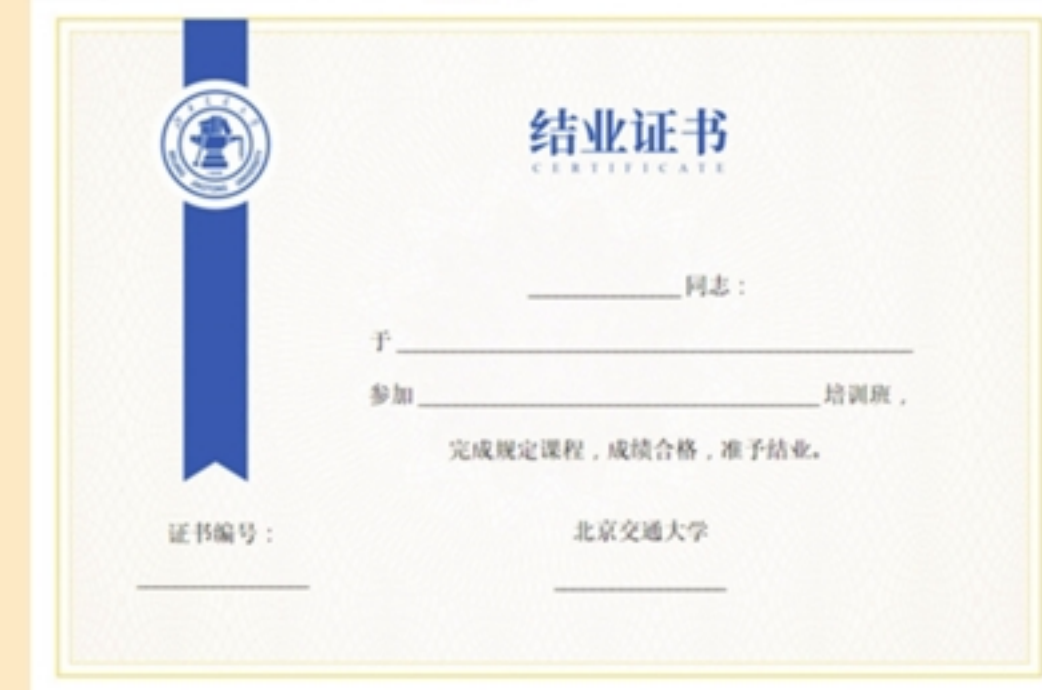 结业证书
CERTIFICATE
同志：
于
参加 培训班，
完成规定课程，成绩合格，准予结业。
证书编号：
北京交通大学